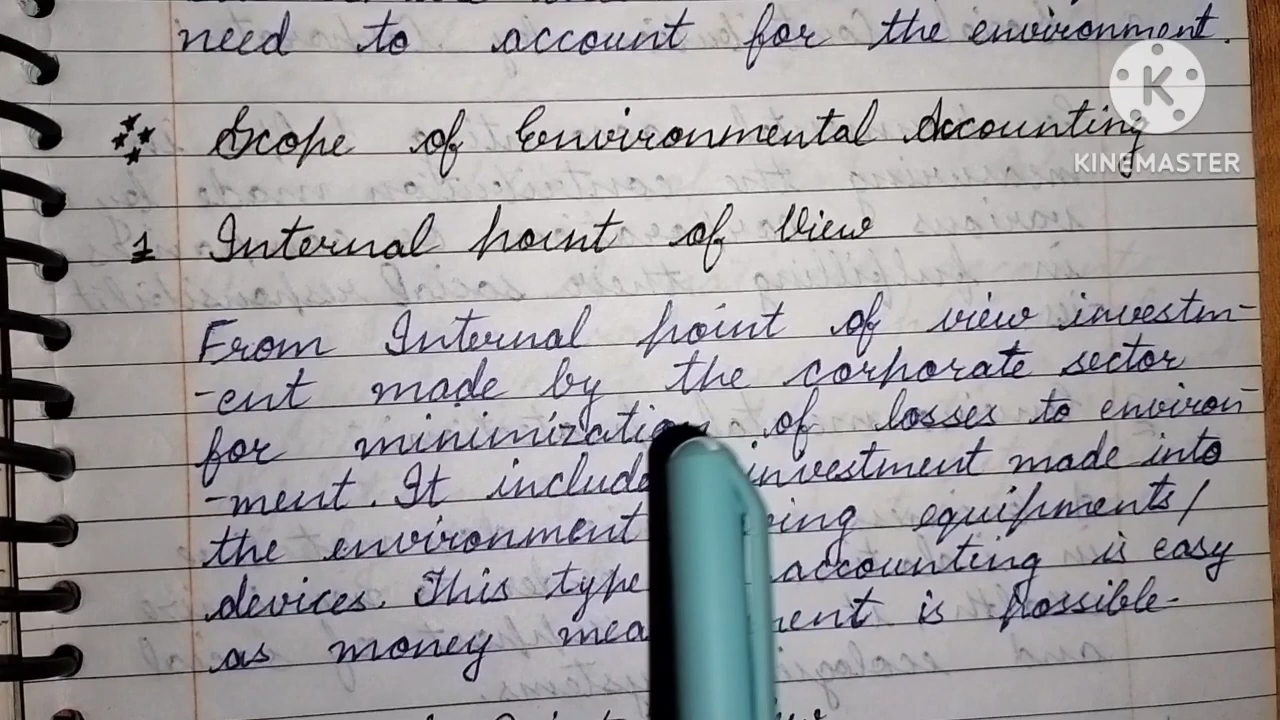 need to account for the environment.
Scope of Environmental Accounting
KINEMASTER
1 Internal point of View
From Internal point of view investm-
-ent made by the corporate sector
for minimization of losses to environ-
-ment. It include investment made into
the environment equipments/
devices. This type accounting is easy
as money is possible.